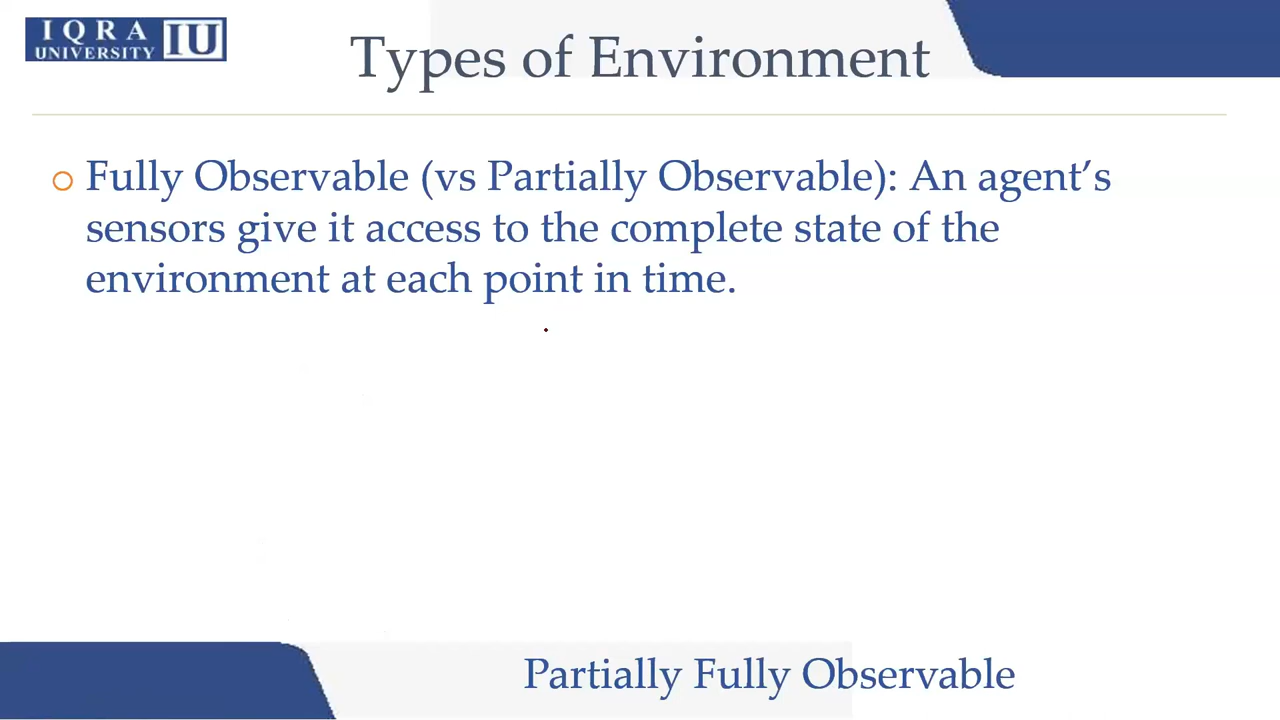 IQRA
UNIVERSITY IU
Types of Environment
Fully Observable (vs Partially Observable): An agent’s
sensors give it access to the complete state of the
environment at each point in time.
Partially Fully Observable